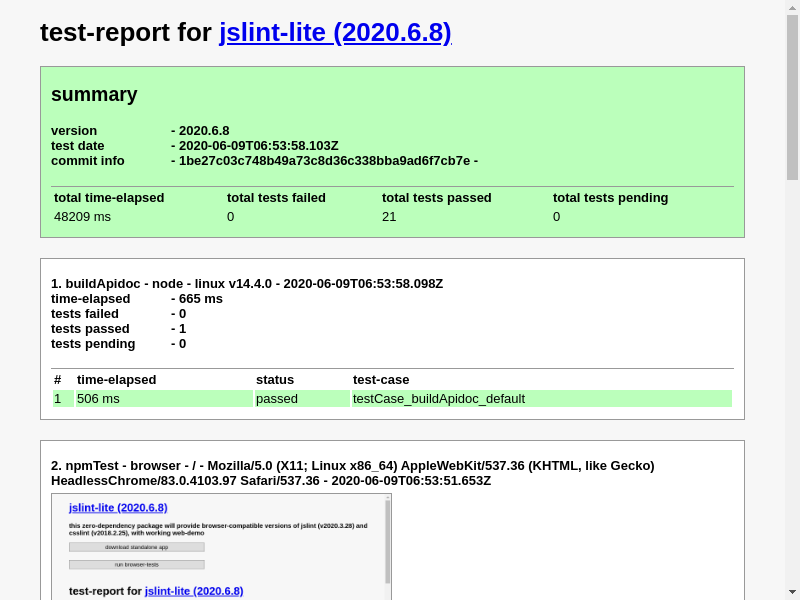 test-report for jslint-lite (2020.6.8)
summary
version - 2020.6.8
test date - 2020-06-09T06:53:58.103Z
commit info - 1be27c03c748b49a73c8d36c338bba9ad6f7cb7e -
total time-elapsed total tests failed total tests passed total tests pending
48209 ms 0 21 0
1. buildApidoc - node - linux v14.4.0 - 2020-06-09T06:53:58.098Z
time-elapsed - 665 ms
tests failed - 0
tests passed - 1
tests pending - 0
# time-elapsed status test-case
1 506 ms passed testCase_buildApidoc_default
2. npmTest - browser - / - Mozilla/5.0 (X11; Linux x86_64) AppleWebKit/537.36 (KHTML, like Gecko)
HeadlessChrome/83.0.4103.97 Safari/537.36 - 2020-06-09T06:53:51.653Z
jslint-lite (2020.6.8)
this zero-dependency package will provide browser-compatible versions of jslint (v2020.3.28) and
csslint (v2018.2.25), with working web-demo
download standalone app
run browser-tests
test-report for jslint-lite (2020.6.8)